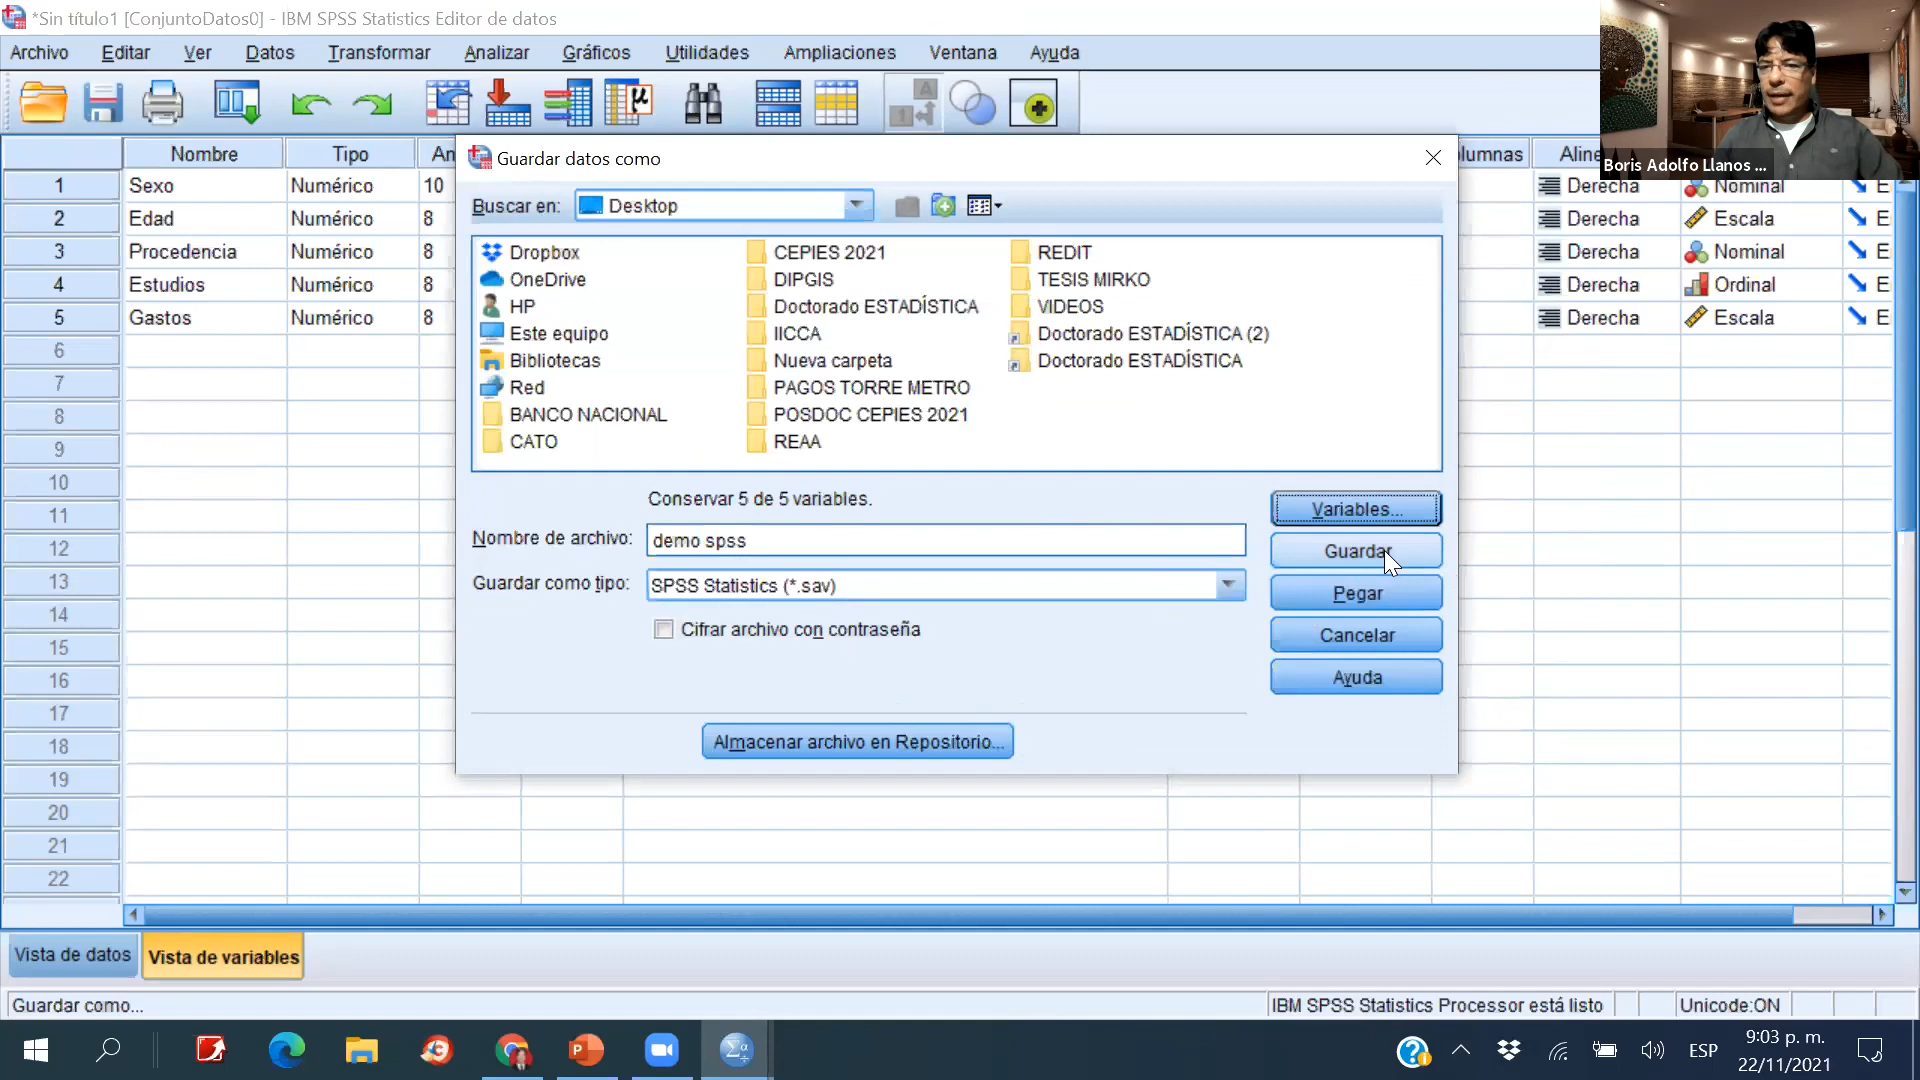 *Sin título1 [ConjuntoDatos0] - IBM SPSS Statistics Editor de datos
Archivo Editar Ver Datos Transformar Analizar Gráficos Utilidades Ampliaciones Ventana Ayuda
Nombre Tipo An
lumnas Aline
Boris Adolfo Llanos ...
1 Sexo Numérico 10 Derecha Nominal E
2 Edad Numérico 8 Derecha Escala E
3 Procedencia Numérico 8 Derecha Nominal E
4 Estudios Numérico 8 Derecha Ordinal E
5 Gastos Numérico 8 Derecha Escala E
6
7
8
9
10
11
12
13
14
15
16
17
18
19
20
21
22
Guardar datos como
Buscar en: Desktop
Dropbox CEPIES 2021 REDIT
OneDrive DIPGIS TESIS MIRKO
HP Doctorado ESTADÍSTICA VIDEOS
Este equipo IICCA Doctorado ESTADÍSTICA (2)
Bibliotecas Nueva carpeta Doctorado ESTADÍSTICA
Red PAGOS TORRE METRO
BANCO NACIONAL POSDOC CEPIES 2021
CATO REAA
Conservar 5 de 5 variables.
Variables...
Nombre de archivo: demo spss
Guardar
Guardar como tipo: SPSS Statistics (*.sav)
Pegar
Cifrar archivo con contraseña
Cancelar
Ayuda
Almacenar archivo en Repositorio...
Vista de datos Vista de variables
Guardar como...
IBM SPSS Statistics Processor está listo
Unicode:ON
ESP
9:03 p. m.
22/11/2021